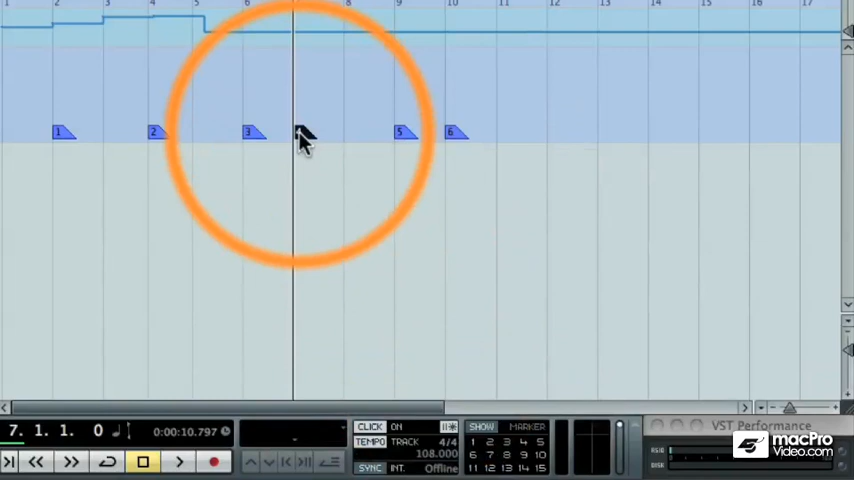 1 2 3 4 5 6 7 8 9 10 11 12 13 14 15 16 17
1 2 3 5 6
7. 1. 1. 0 0:00:10.797
CLICK ON
TEMPO TRACK 4/4
108.000
SYNC INT. Offline
SHOW MARKER
1 2 3 4 5
6 7 8 9 10
11 12 13 14 15
VST Performance
DISK
macPro
Video.com